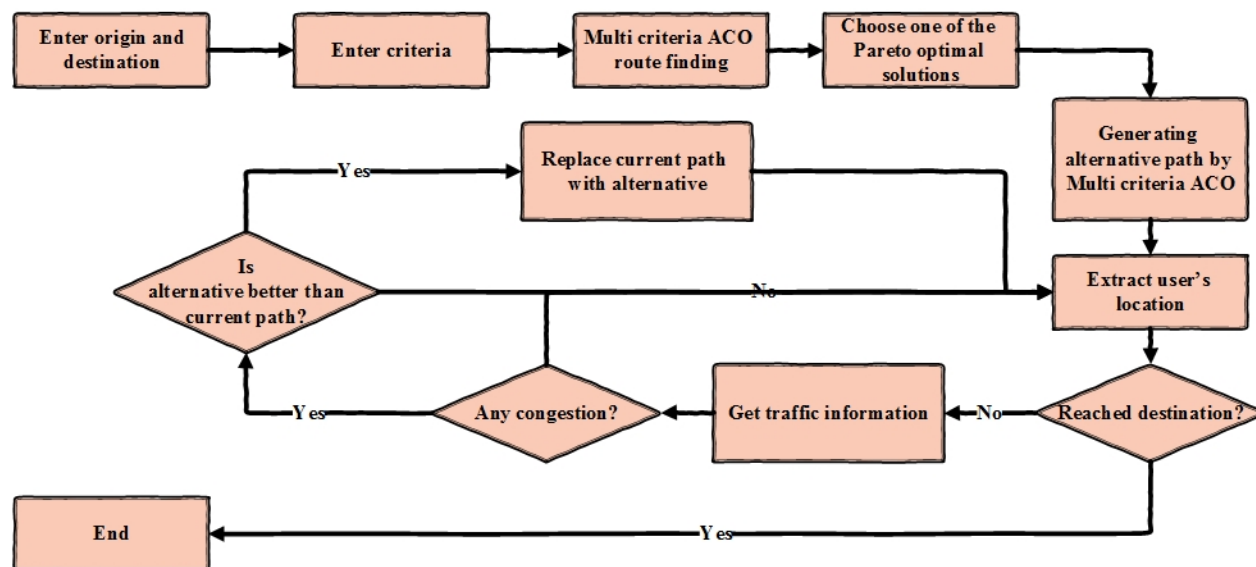 Enter origin and
destination
Enter criteria
Multi criteria ACO
route finding
Choose one of the
Pareto optimal
solutions
Generating
alternative path by
Multi criteria ACO
Yes
Replace current path
with alternative
Is
alternative better than
current path?
No
Extract user's
location
Yes
Any congestion?
Get traffic information
No
Reached destination?
End
Yes